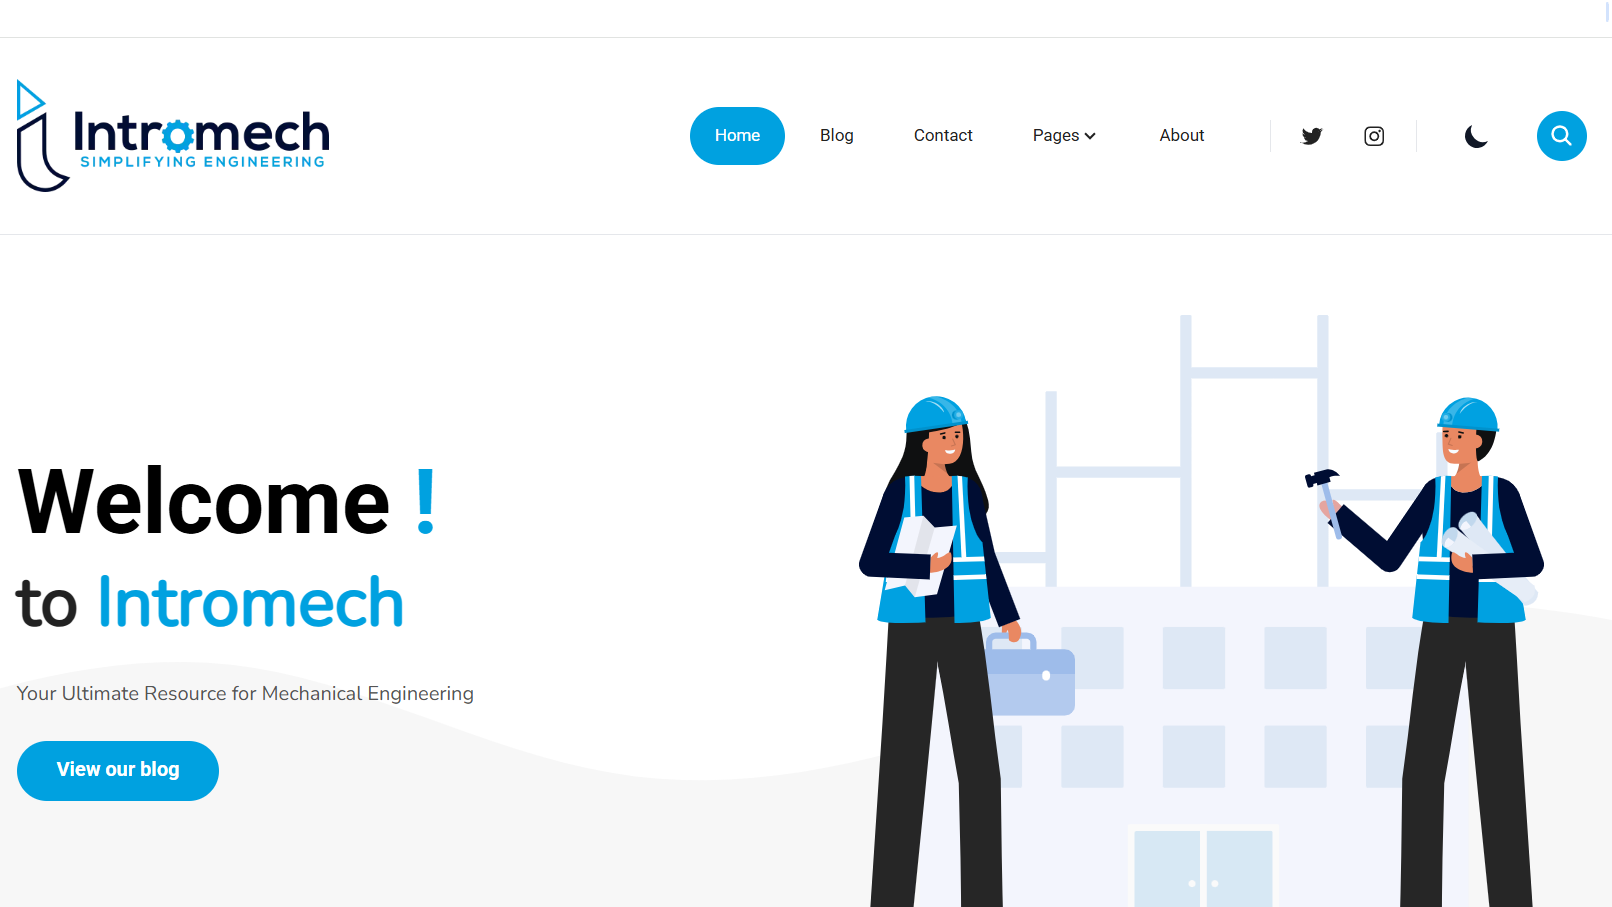 Intromech
SIMPLIFYING ENGINEERING
Home
Blog
Contact
Pages
About
Welcome !
to Intromech
Your Ultimate Resource for Mechanical Engineering
View our blog